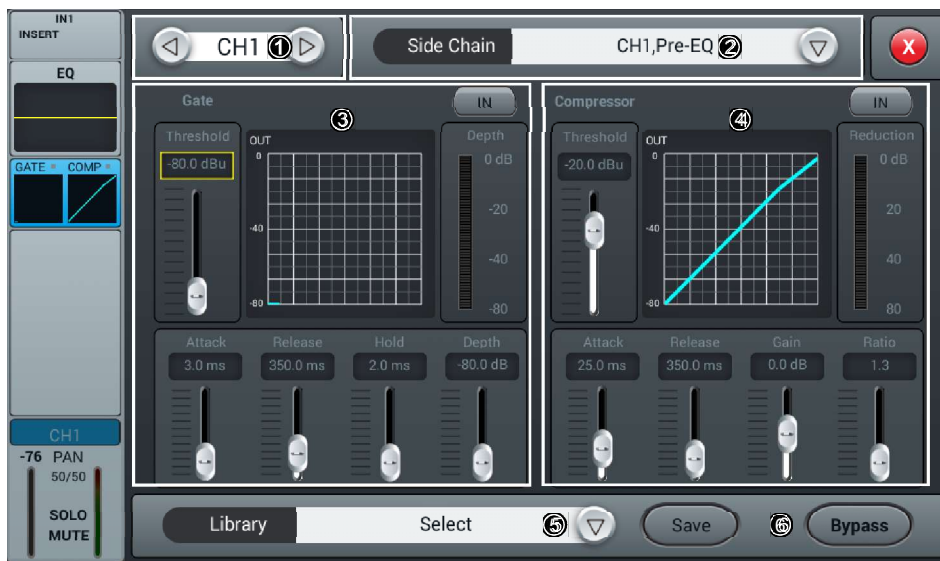 IN1
INSERT
EQ
GATE COMP
CH1
-76 PAN
50/50
SOLO
MUTE
CH1 ①
Side Chain CH1,Pre-EQ ②
X
Gate IN
③
Threshold
-80.0 dBu
OUT
0
-40
-80
Depth
0 dB
-20
-40
-80
Attack Release Hold Depth
3.0 ms 350.0 ms 2.0 ms -80.0 dB
Compressor IN
④
Threshold
-20.0 dBu
OUT
0
-40
-80
Reduction
0 dB
20
40
80
Attack Release Gain Ratio
25.0 ms 350.0 ms 0.0 dB 1.3
Library Select ⑤ Save ⑥ Bypass